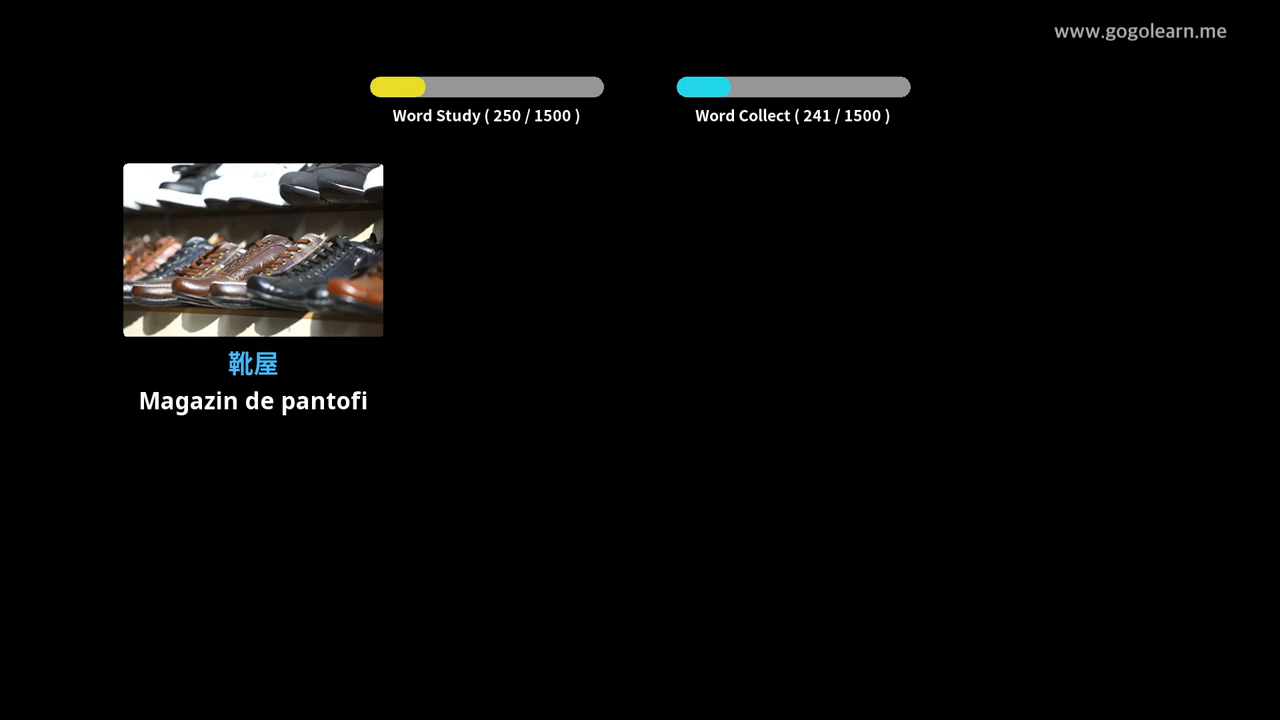 www.gogolearn.me
Word Study ( 250 / 1500 )
Word Collect ( 241 / 1500 )
靴屋
Magazin de pantofi